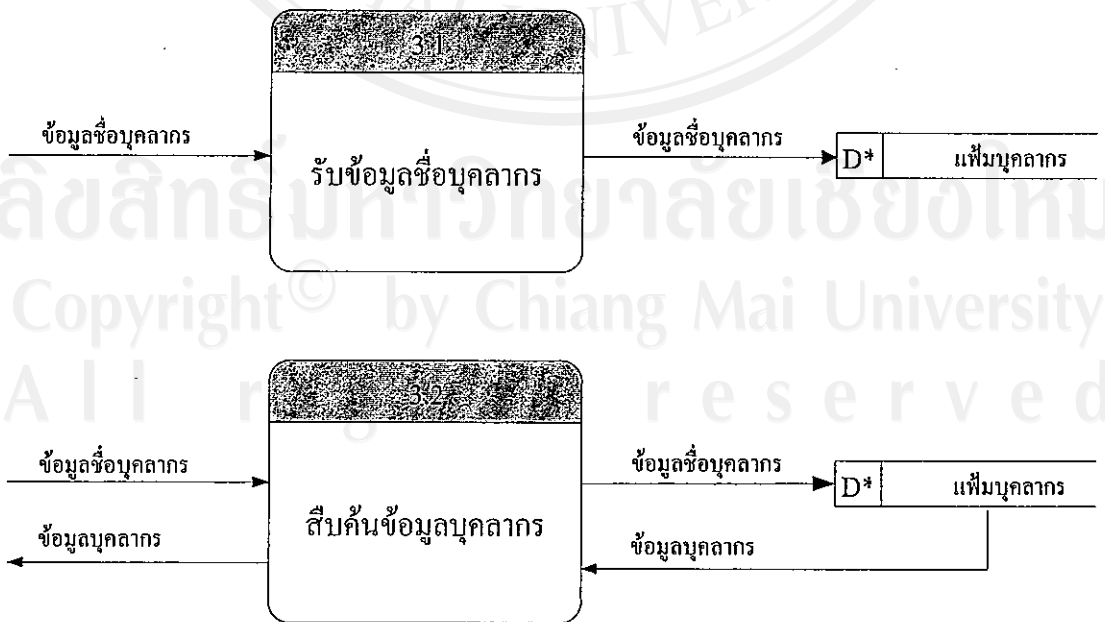 3.1
ข้อมูลชื่อบุคลากร
รับข้อมูลชื่อบุคลากร
ข้อมูลชื่อบุคลากร
D* แฟ้มบุคลากร
ลิขสิทธิ์มหาวิทยาลัยเชียงใหม
Copyright© by Chiang Mai University
All r reserved
3.2
ข้อมูลชื่อบุคลากร
ข้อมูลบุคลากร
สืบค้นข้อมูลบุคลากร
ข้อมูลชื่อบุคลากร
ข้อมูลบุคลากร
D* แฟ้มบุคลากร